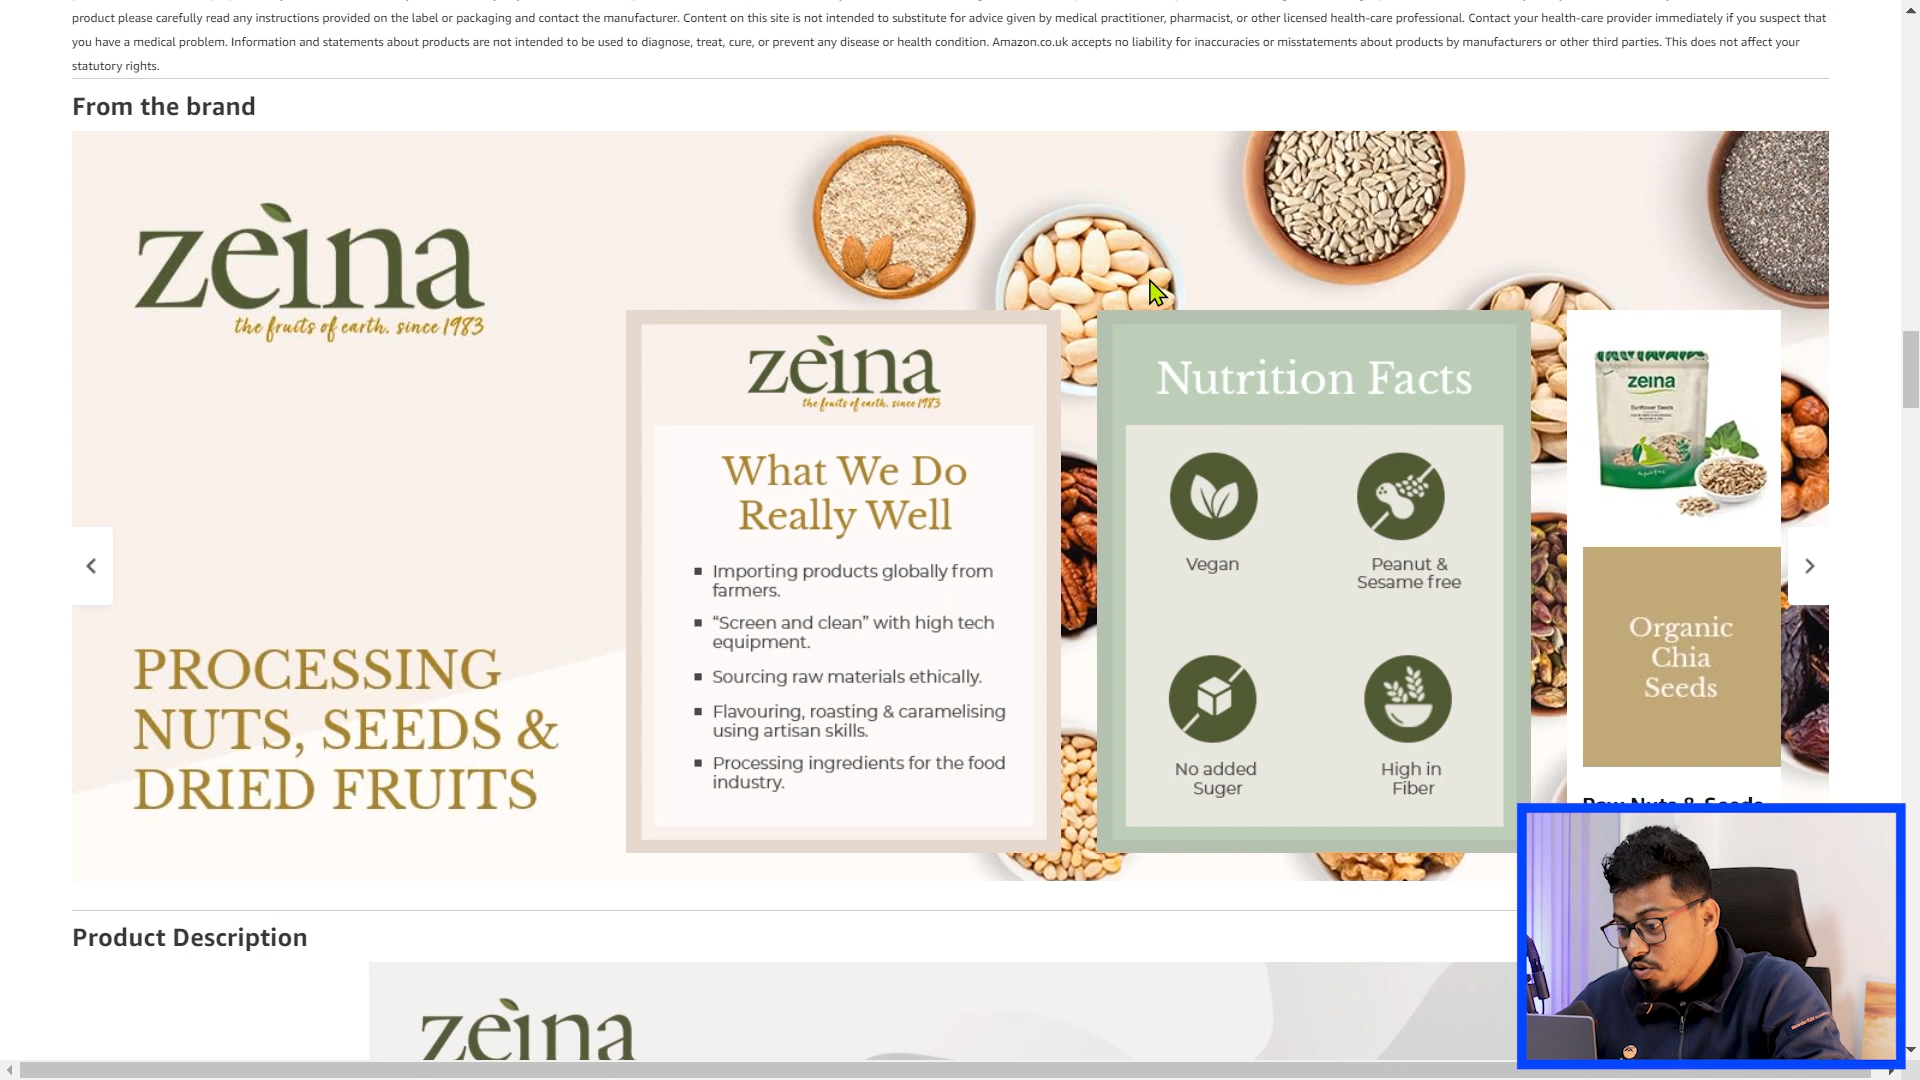 product please carefully read any instructions provided on the label or packaging and contact the manufacturer. Content on this site is not intended to substitute for advice given by medical practitioner, pharmacist, or other licensed health-care professional. Contact your health-care provider immediately if you suspect that
you have a medical problem. Information and statements about products are not intended to be used to diagnose, treat, cure, or prevent any disease or health condition. Amazon.co.uk accepts no liability for inaccuracies or misstatements about products by manufacturers or other third parties. This does not affect your
statutory rights.
From the brand
zeina
the fruits of earth. since 1983
PROCESSING
NUTS, SEEDS &
DRIED FRUITS
zeina
the fruits of earth. since 1983
What We Do
Really Well
Importing products globally from
farmers.
“Screen and clean” with high tech
equipment.
Sourcing raw materials ethically.
Flavouring, roasting & caramelising
using artisan skills.
Processing ingredients for the food
industry.
Nutrition Facts
Vegan
Peanut &
Sesame free
No added
Suger
High in
Fiber
zeina
Sunflower Seeds
Organic
Chia
Seeds
Raw Nuts & Seeds
Product Description
zeina